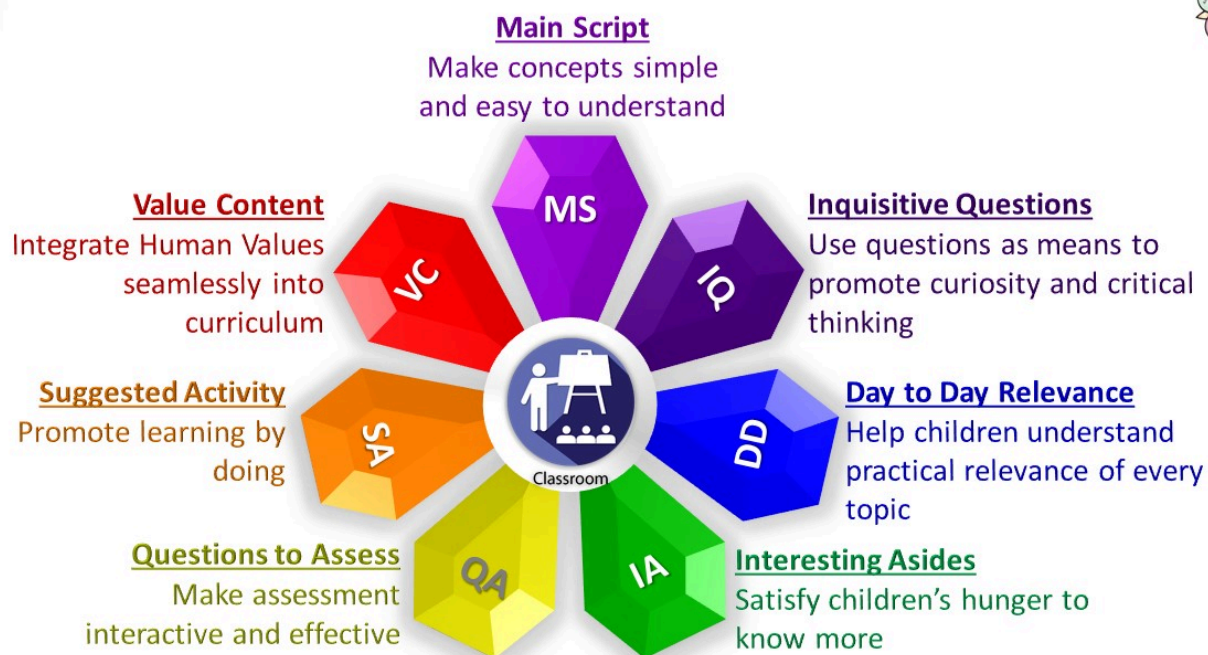 Main Script
Make concepts simple
and easy to understand
MS
Inquisitive Questions
Use questions as means to
promote curiosity and critical
thinking
IQ
Day to Day Relevance
Help children understand
practical relevance of every
topic
DD
Interesting Asides
Satisfy children’s hunger to
know more
IA
Questions to Assess
Make assessment
interactive and effective
QA
Suggested Activity
Promote learning by
doing
SA
Value Content
Integrate Human Values
seamlessly into
curriculum
VC
Classroom